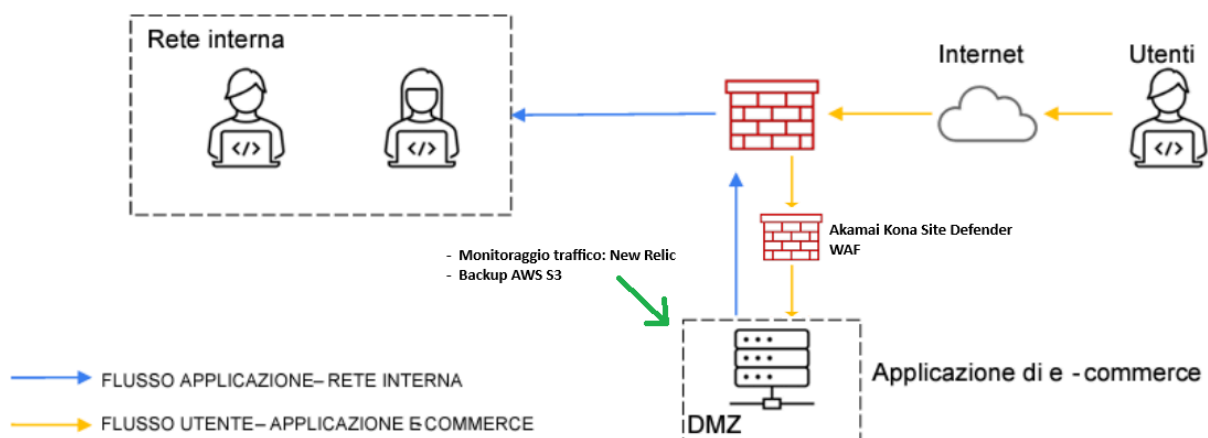 Rete interna
Internet
Utenti
</>
</>
</>
Akamai Kona Site Defender
WAF
- Monitoraggio traffico: New Relic
- Backup AWS S3
Applicazione di e -commerce
DMZ
FLUSSO APPLICAZIONE– RETE INTERNA
FLUSSO UTENTE– APPLICAZIONE E-COMMERCE